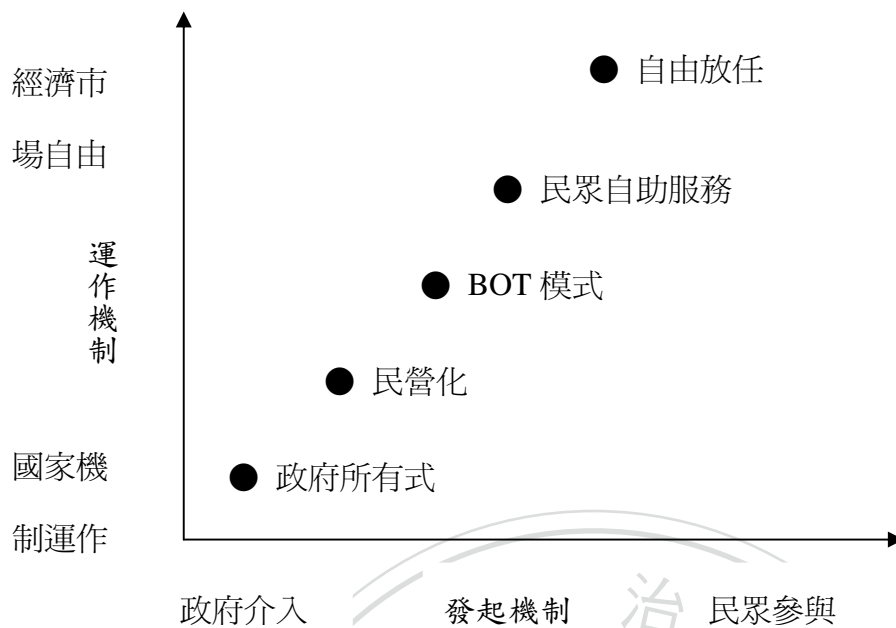 經濟市
場自由
運作機制
國家機
制運作
自由放任
民眾自助服務
BOT 模式
民營化
政府所有式
政府介入
發起機制
民眾參與
治